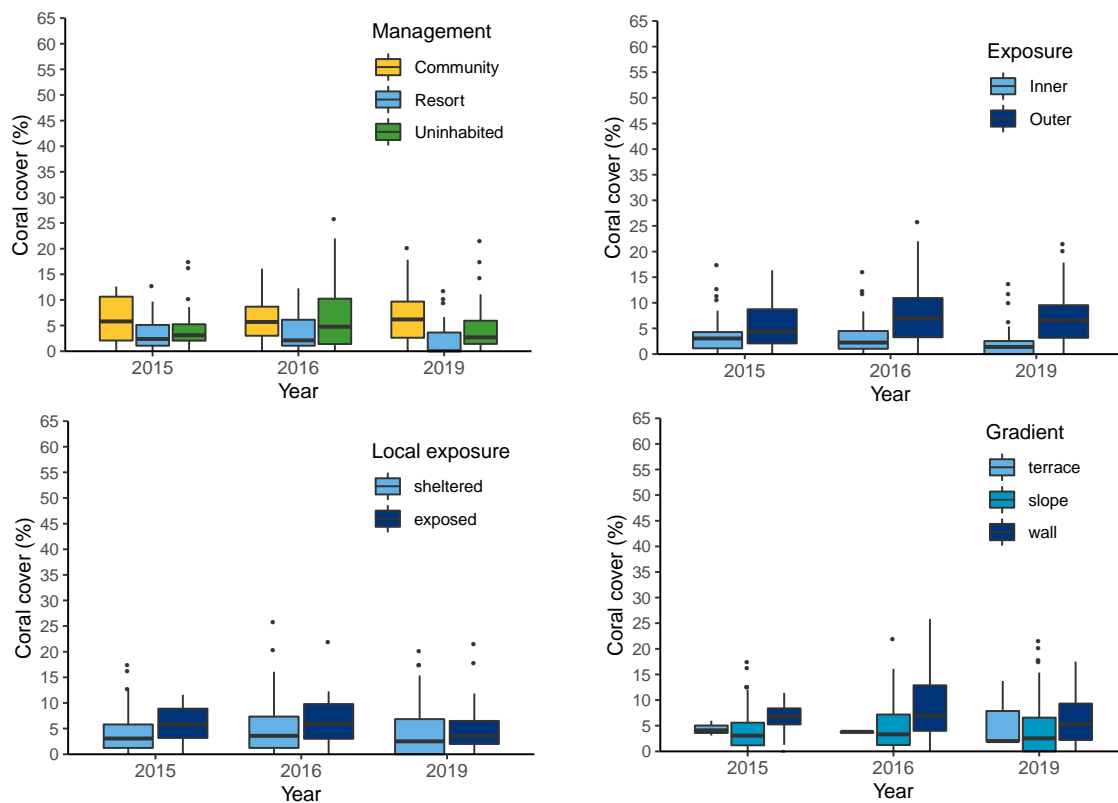 65
60
55
50
45
40
35
30
25
20
15
10
5
0
Coral cover (%)
2015 2016 2019
Year
Management
Community
Resort
Uninhabited
65
60
55
50
45
40
35
30
25
20
15
10
5
0
Coral cover (%)
2015 2016 2019
Year
Exposure
Inner
Outer
65
60
55
50
45
40
35
30
25
20
15
10
5
0
Coral cover (%)
2015 2016 2019
Year
Local exposure
sheltered
exposed
65
60
55
50
45
40
35
30
25
20
15
10
5
0
Coral cover (%)
2015 2016 2019
Year
Gradient
terrace
slope
wall